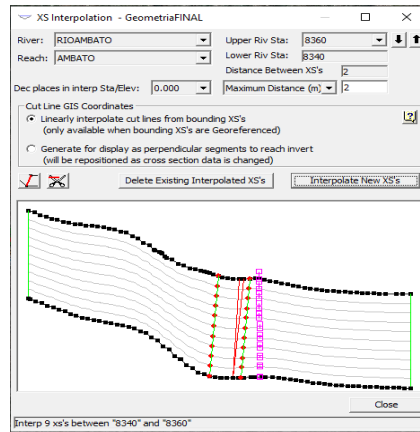 XS Interpolation - GeometriaFINAL
River: RIOAMBATO Upper Riv Sta: 8360
Reach: AMBATO Lower Riv Sta: 8340
Distance Between XS's 2
Dec places in interp Sta/Elev: 0.000 Maximum Distance (m) 2
Cut Line GIS Coordinates
Linearly interpolate cut lines from bounding XS's
(only available when bounding XS's are Georeferenced)
Generate for display as perpendicular segments to reach invert
(will be repositioned as cross section data is changed)
Delete Existing Interpolated XS's Interpolate New XS's
Close
Interp 9 xs's between "8340" and "8360"